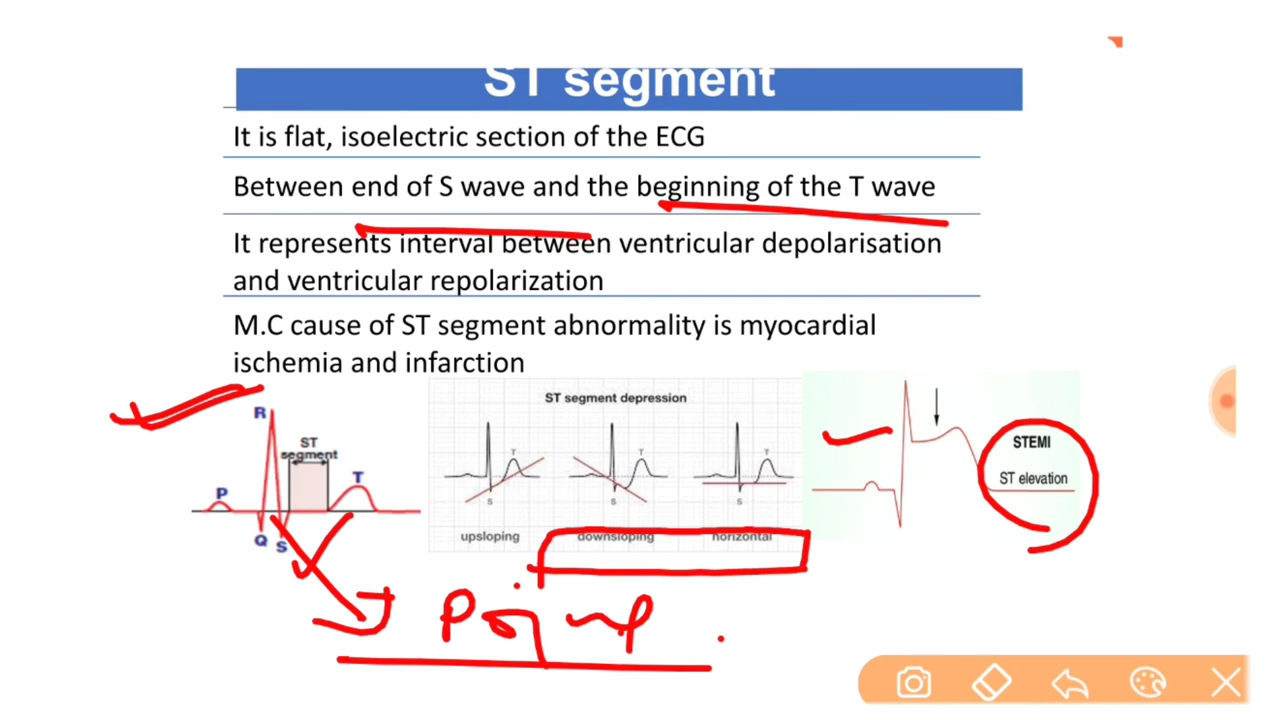 ST segment
It is flat, isoelectric section of the ECG
Between end of S wave and the beginning of the T wave
It represents interval between ventricular depolarisation
and ventricular repolarization
M.C cause of ST segment abnormality is myocardial
ischemia and infarction
R
ST
segment
P
T
Q
S
ST segment depression
T
S
upsloping
T
S
downsloping
T
S
horizontal
STEMI
ST elevation
J